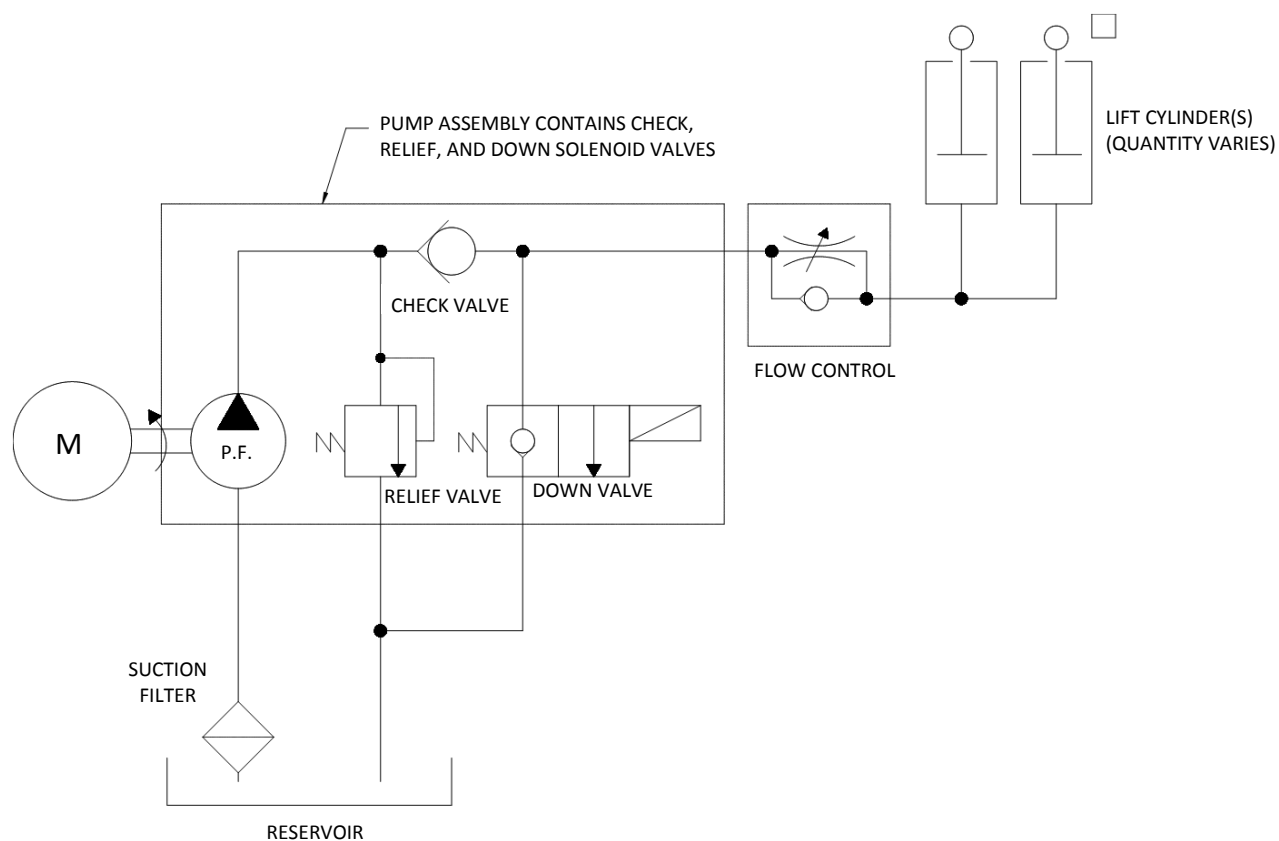 PUMP ASSEMBLY CONTAINS CHECK,
RELIEF, AND DOWN SOLENOID VALVES
LIFT CYLINDER(S)
(QUANTITY VARIES)
CHECK VALVE
FLOW CONTROL
M
P.F.
RELIEF VALVE
DOWN VALVE
SUCTION
FILTER
RESERVOIR